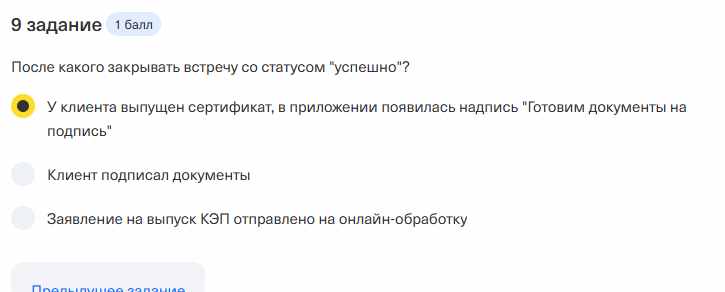 9 задание 1 балл
После какого закрывать встречу со статусом "успешно"?
У клиента выпущен сертификат, в приложении появилась надпись "Готовим документы на
подпись"
Клиент подписал документы
Заявление на выпуск КЭП отправлено на онлайн-обработку
Предыдущее задание